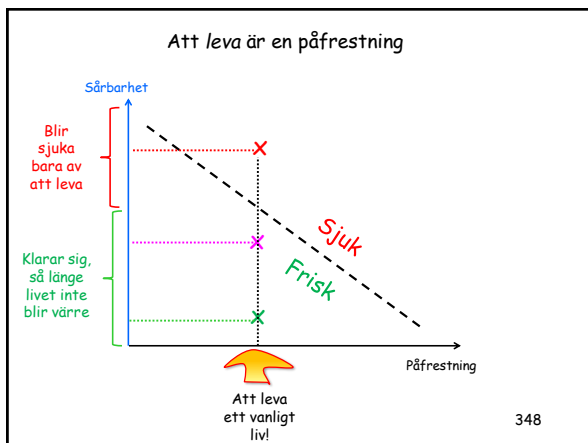 Att leva är en påfrestning
Sårbarhet
Blir
sjuka
bara av
att leva
Sjuk
Frisk
Klarar sig,
så länge
livet inte
blir värre
Påfrestning
Att leva
ett vanligt
liv!
348